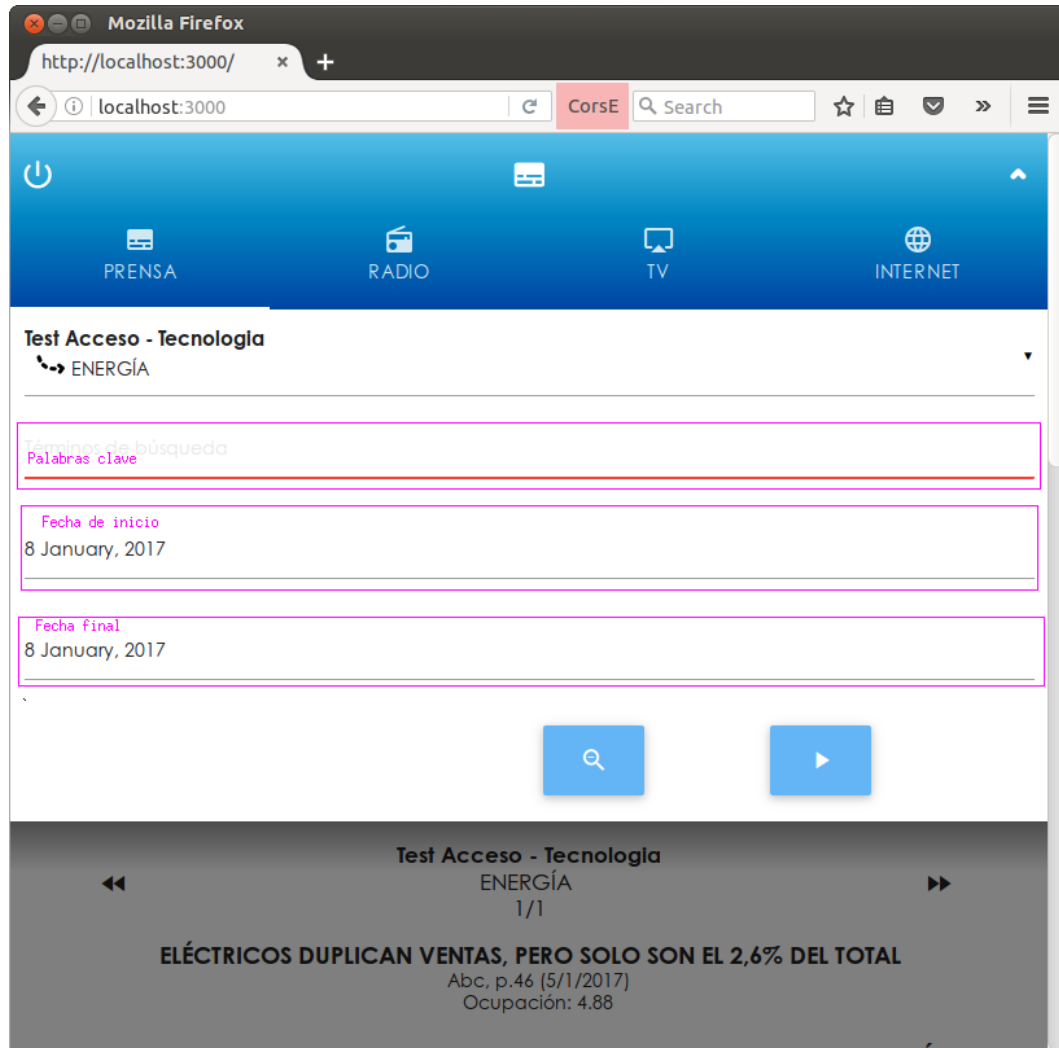 Mozilla Firefox
http://localhost:3000/
localhost:3000 CorsE Search
PRENSA RADIO TV INTERNET
Test Acceso - Tecnologia
ENERGÍA
Términos de búsqueda
Palabras clave
Fecha de inicio
8 January, 2017
Fecha final
8 January, 2017
Test Acceso - Tecnologia
ENERGÍA
1/1
ELÉCTRICOS DUPLICAN VENTAS, PERO SOLO SON EL 2,6% DEL TOTAL
Abc, p.46 (5/1/2017)
Ocupación: 4.88